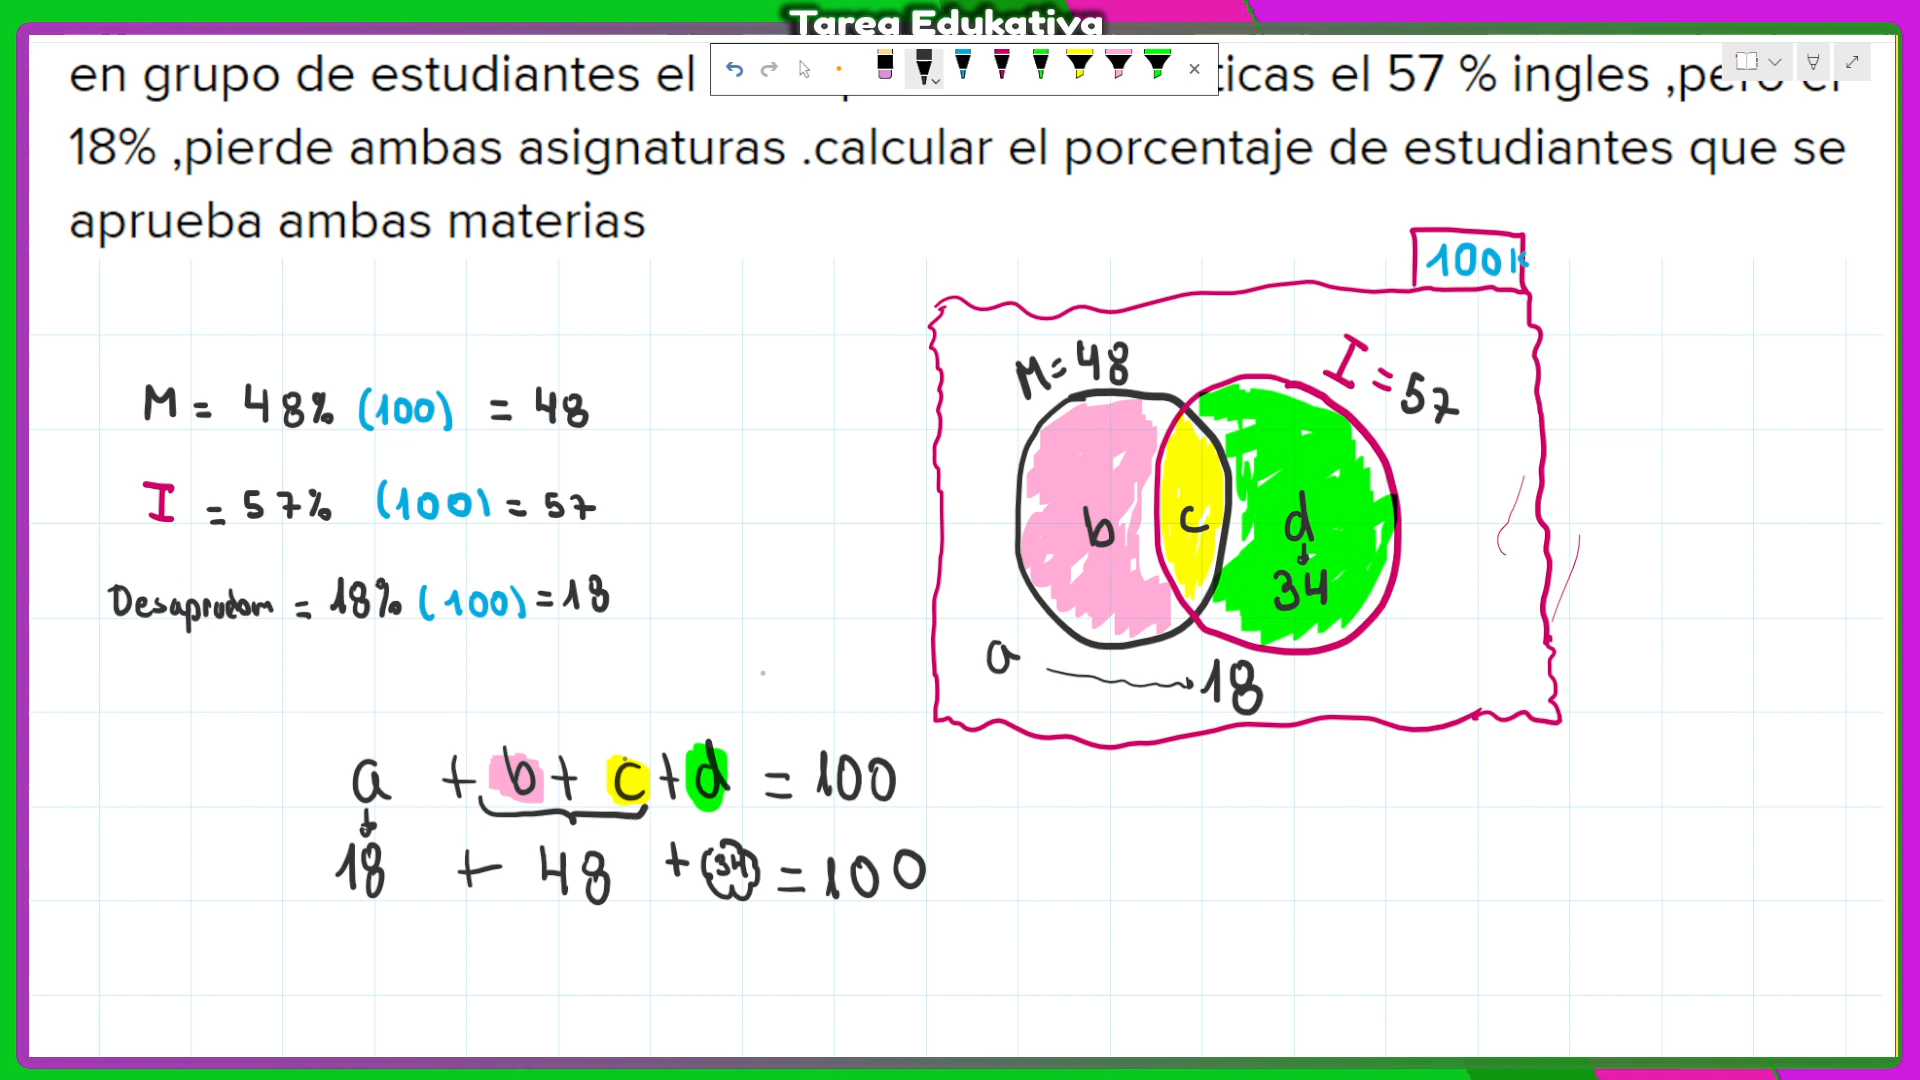 Tarea Edukativa
en grupo de estudiantes el ticas el 57 % ingles ,pero el
18% ,pierde ambas asignaturas .calcular el porcentaje de estudiantes que se
aprueba ambas materias
100%
M = 48
I = 57
M = 48% (100) = 48
I = 57% (100) = 57
Desaprueban = 18% (100) = 18
b c d
34
a 18
a + b + c + d = 100
18 + 48 + 34 = 100